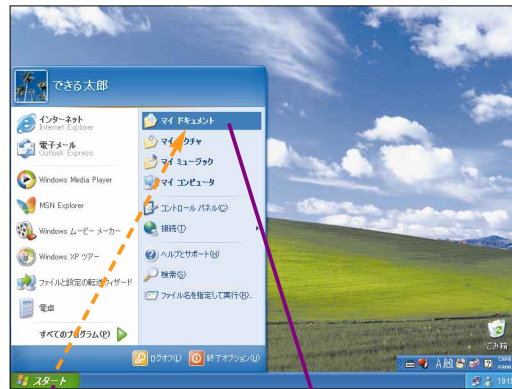 できる太郎
インターネット
Internet Explorer
電子メール
Outlook Express
Windows Media Player
MSN Explorer
Windows ムービー メーカー
Windows XP ツアー
ファイルと設定の転送ウィザード
電卓
すべてのプログラム(P)
マイ ドキュメント
マイ ピクチャ
マイ ミュージック
マイ コンピュータ
コントロール パネル(C)
接続(T)
ヘルプとサポート(H)
検索(S)
ファイル名を指定して実行(R)...
ログオフ(L)
終了オプション(U)
ごみ箱
A 般
CAPS
KANA
スタート
19:15